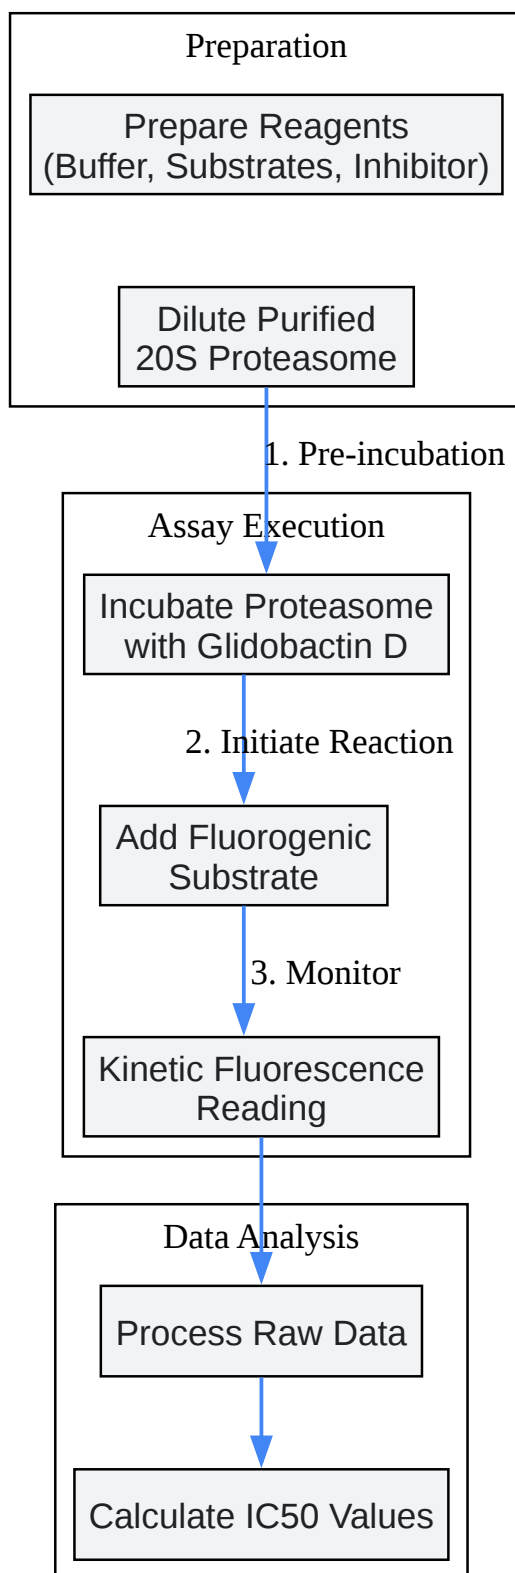 Preparation
Prepare Reagents
(Buffer, Substrates, Inhibitor)
Dilute Purified
20S Proteasome
1. Pre-incubation
Assay Execution
Incubate Proteasome
with Glidobactin D
2. Initiate Reaction
Add Fluorogenic
Substrate
3. Monitor
Kinetic Fluorescence
Reading
Data Analysis
Process Raw Data
Calculate IC50 Values